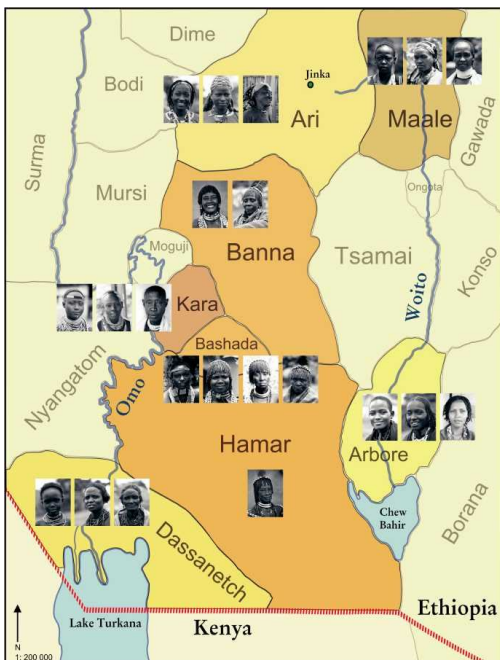 Dime
Jinka
Bodi
Ari
Maale
Gawada
Surma
Mursi
Ongota
Moguji
Banna
Tsamai
Konso
Woito
Kara
Bashada
Nyangatom
Omo
Hamar
Arbore
Chew
Bahir
Borana
Dassanetch
Ethiopia
Lake Turkana
Kenya
N
1: 200 000